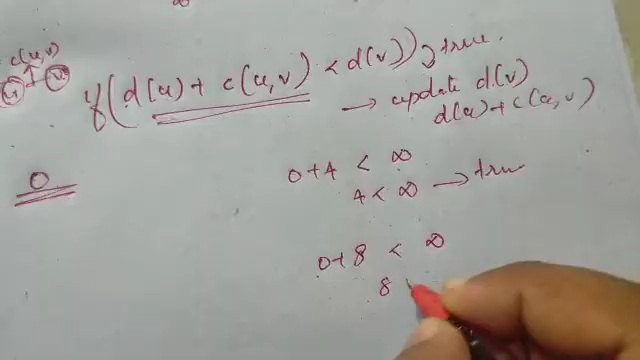 ∞
c(u,v)
u v
if(d(u) + c(u,v) < d(v)) true.
→ update d(v)
d(u)+c(u,v)
0
0+4 < ∞
4 < ∞ → true
0+8 < ∞
8